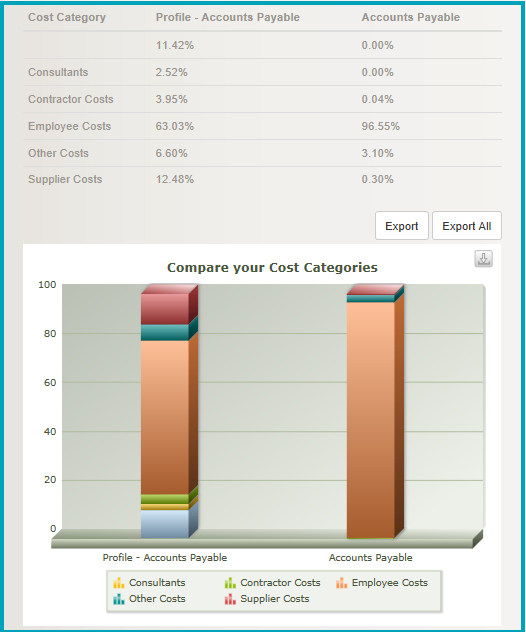 Cost Category Profile - Accounts Payable Accounts Payable
11.42% 0.00%
Consultants 2.52% 0.00%
Contractor Costs 3.95% 0.04%
Employee Costs 63.03% 96.55%
Other Costs 6.60% 3.10%
Supplier Costs 12.48% 0.30%
Export Export All
Compare your Cost Categories
100
80
60
40
20
0
Profile - Accounts Payable Accounts Payable
Consultants Contractor Costs Employee Costs
Other Costs Supplier Costs